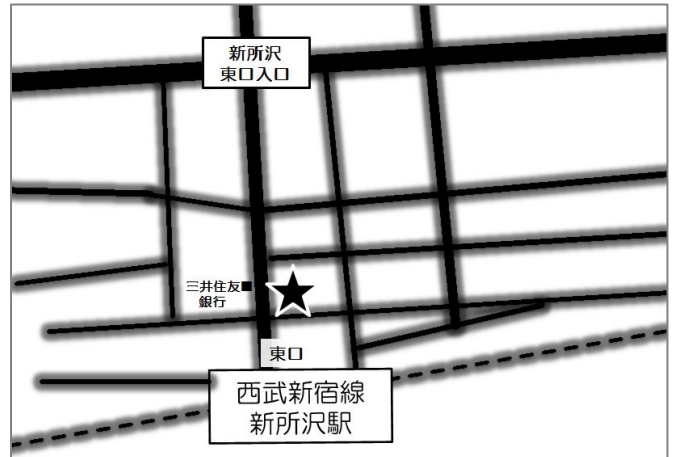 新所沢
東口入口
三井住友
銀行
東口
西武新宿線
新所沢駅